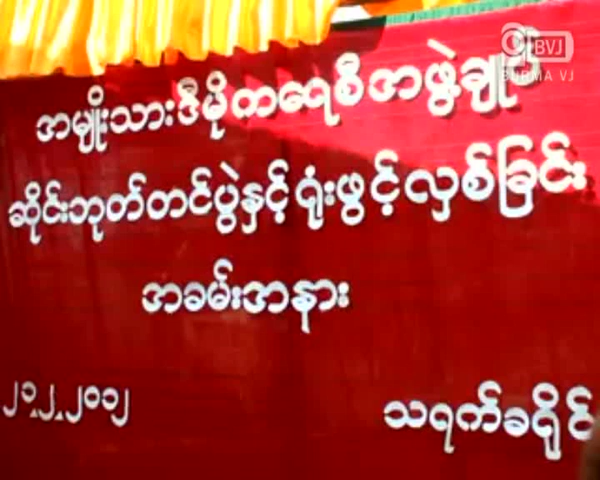 BVJ
BURMA VJ
အမျိုးသားဒီမိုကရေစီအဖွဲ့ချုပ်
ဆိုင်းဘုတ်တင်ပွဲနှင့် ရုံးဖွင့်လှစ်ခြင်း
အခမ်းအနား
၂၁.၂.၂၀၁၂
သရက်ခရိုင်